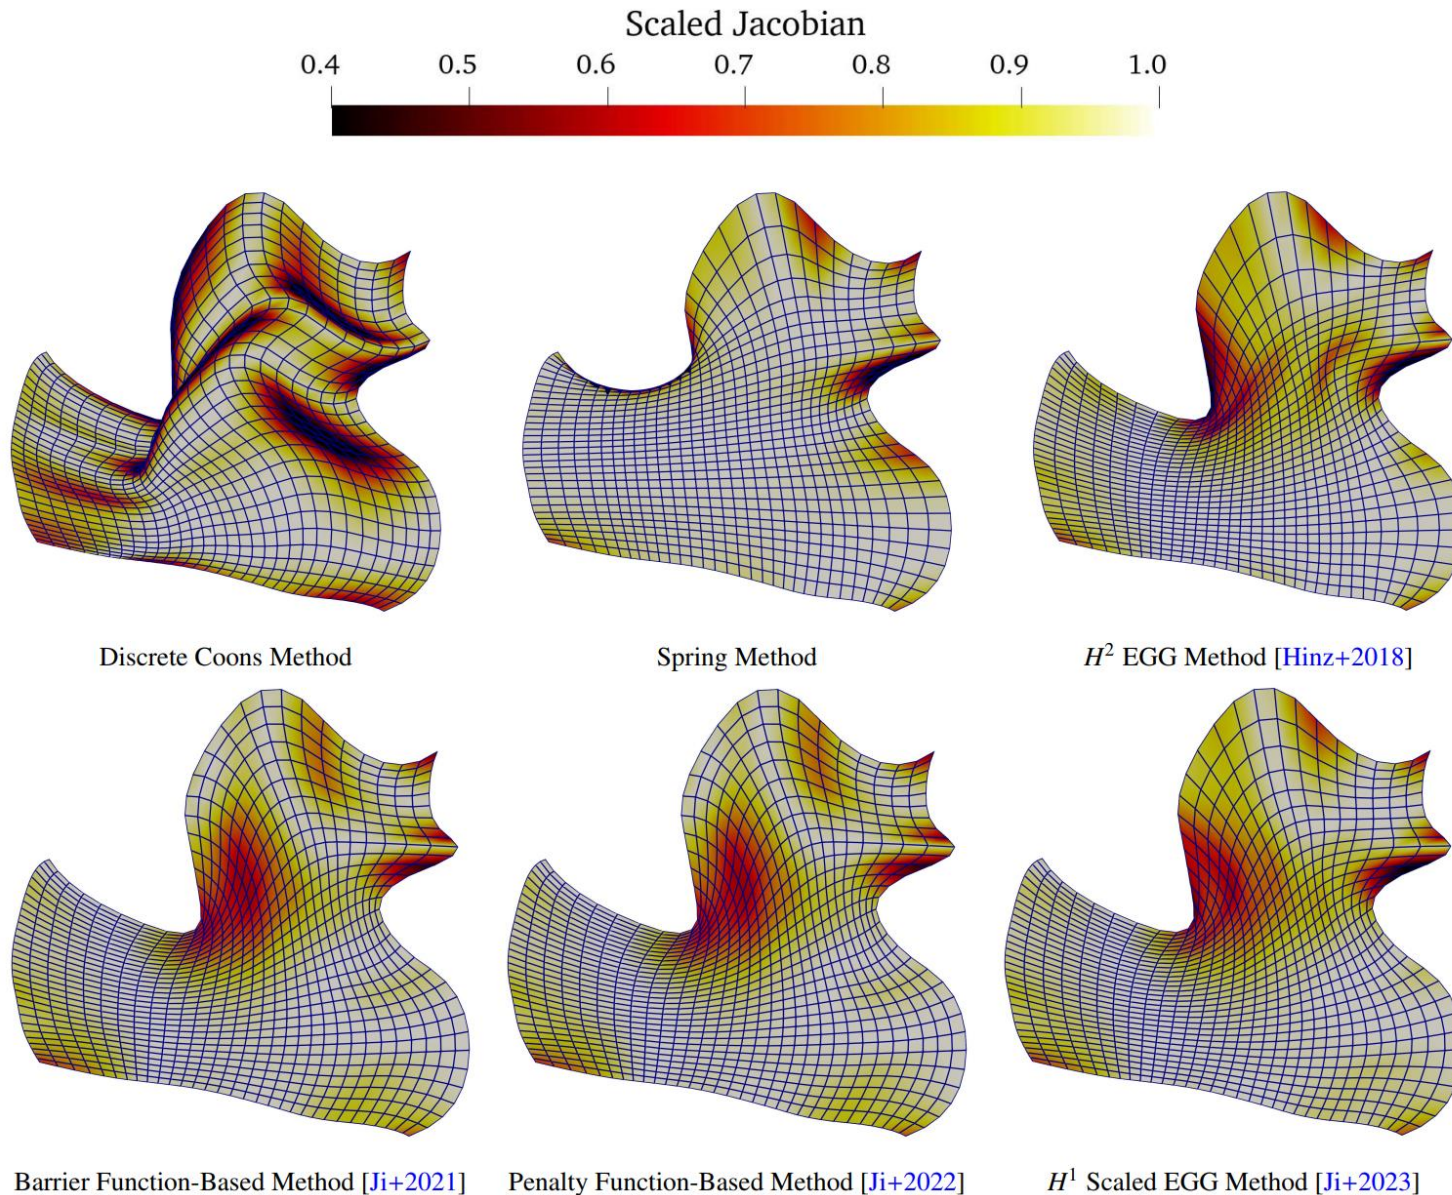 Scaled Jacobian
0.4 0.5 0.6 0.7 0.8 0.9 1.0
Discrete Coons Method
Spring Method
H² EGG Method [Hinz+2018]
Barrier Function-Based Method [Ji+2021]
Penalty Function-Based Method [Ji+2022]
H¹ Scaled EGG Method [Ji+2023]